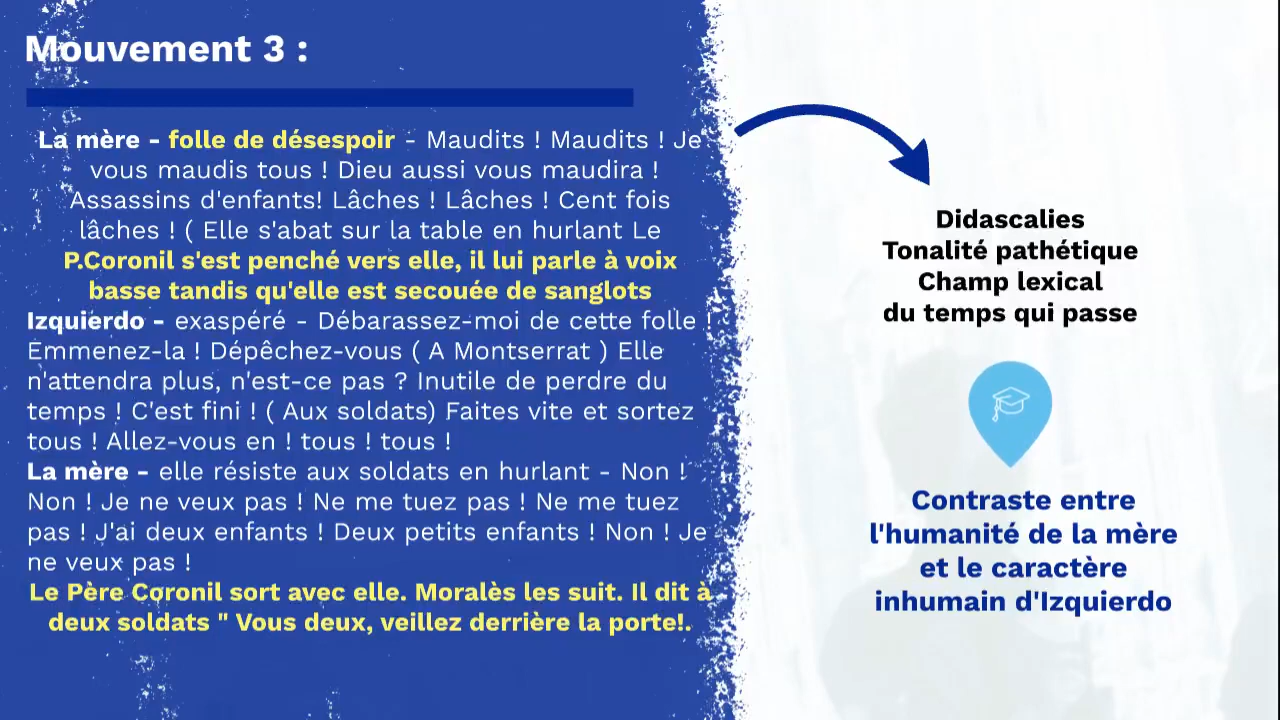 Mouvement 3 :
La mère - folle de désespoir - Maudits ! Maudits ! Je
vous maudis tous ! Dieu aussi vous maudira !
Assassins d'enfants! Lâches ! Lâches ! Cent fois
lâches ! ( Elle s'abat sur la table en hurlant Le
P.Coronil s'est penché vers elle, il lui parle à voix
basse tandis qu'elle est secouée de sanglots
Izquierdo - exaspéré - Débarassez-moi de cette folle !
Emmenez-la ! Dépêchez-vous ( A Montserrat ) Elle
n'attendra plus, n'est-ce pas ? Inutile de perdre du
temps ! C'est fini ! ( Aux soldats) Faites vite et sortez
tous ! Allez-vous en ! tous ! tous !
La mère - elle résiste aux soldats en hurlant - Non !
Non ! Je ne veux pas ! Ne me tuez pas ! Ne me tuez
pas ! J'ai deux enfants ! Deux petits enfants ! Non ! Je
ne veux pas !
Le Père Coronil sort avec elle. Moralès les suit. Il dit à
deux soldats " Vous deux, veillez derrière la porte!.
Didascalies
Tonalité pathétique
Champ lexical
du temps qui passe
Contraste entre
l'humanité de la mère
et le caractère
inhumain d'Izquierdo